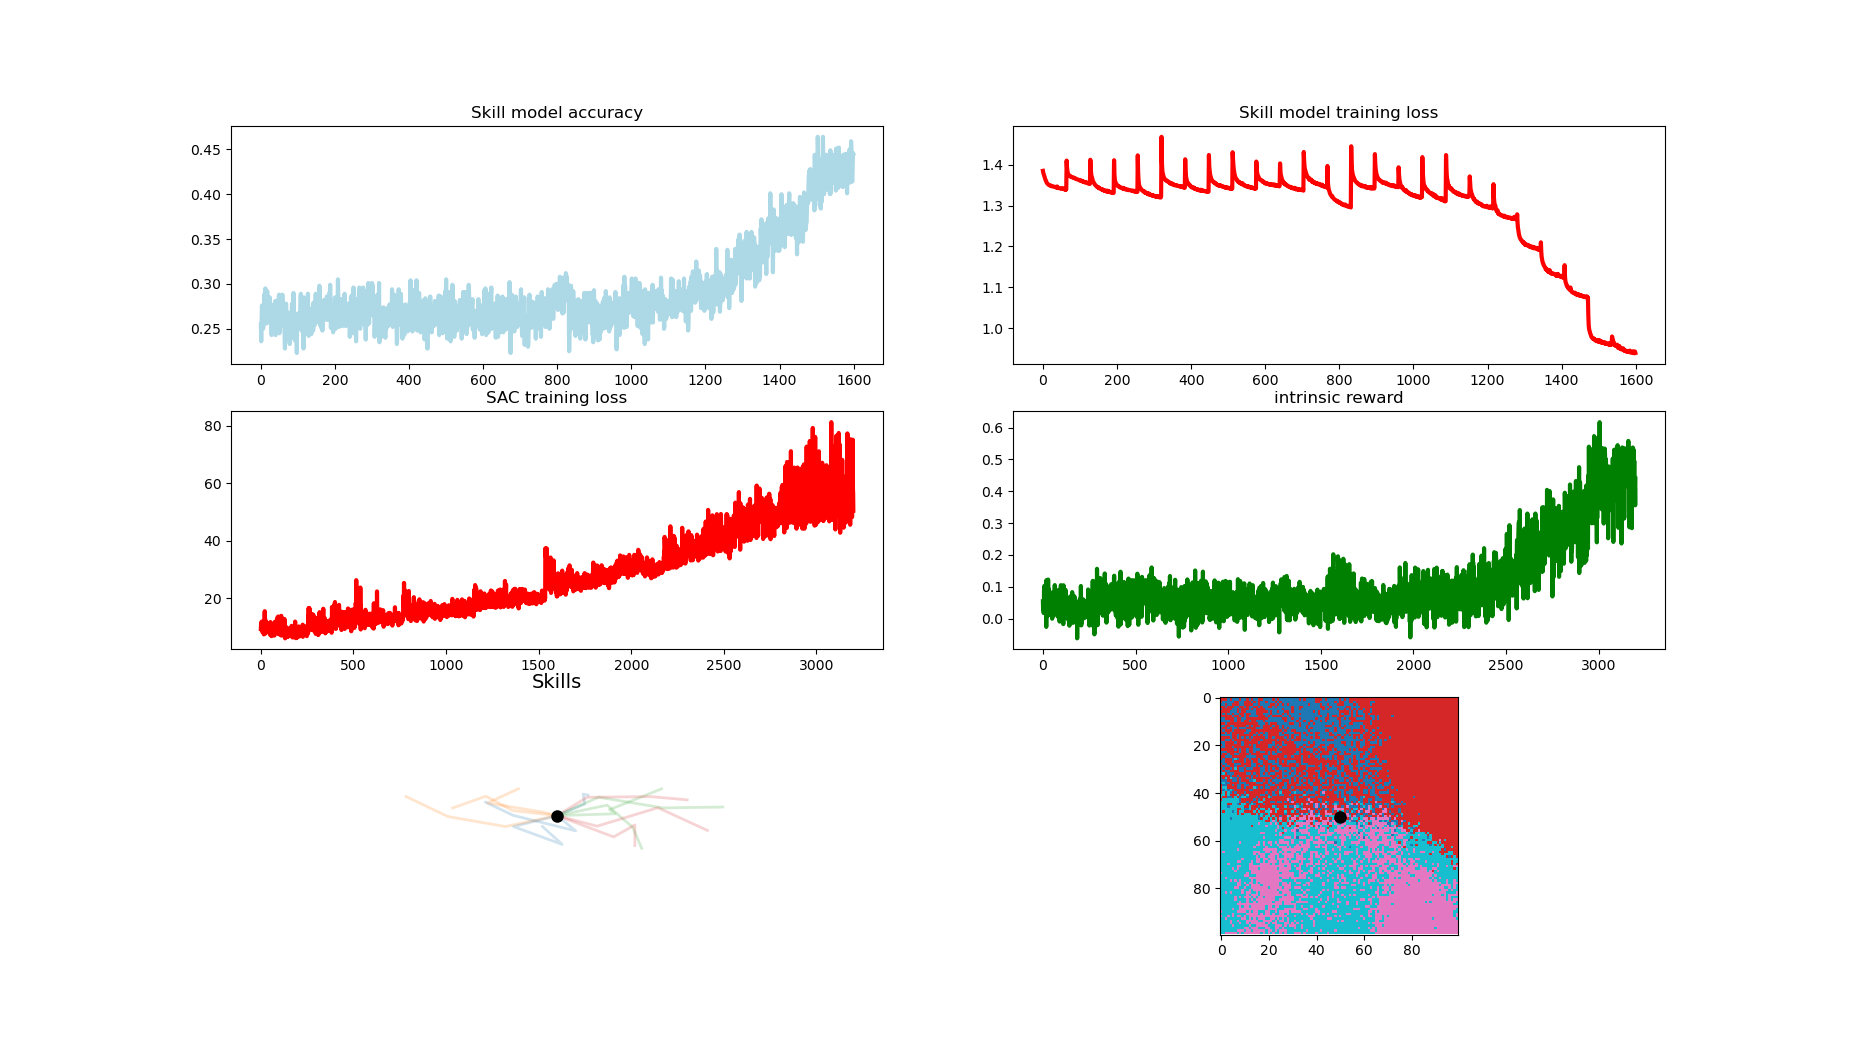 Skill model accuracy
0.45
0.40
0.35
0.30
0.25
0 200 400 600 800 1000 1200 1400 1600
Skill model training loss
1.4
1.3
1.2
1.1
1.0
0 200 400 600 800 1000 1200 1400 1600
SAC training loss
80
60
40
20
0 500 1000 1500 2000 2500 3000
intrinsic reward
0.6
0.5
0.4
0.3
0.2
0.1
0.0
0 500 1000 1500 2000 2500 3000
Skills
0
20
40
60
80
0 20 40 60 80